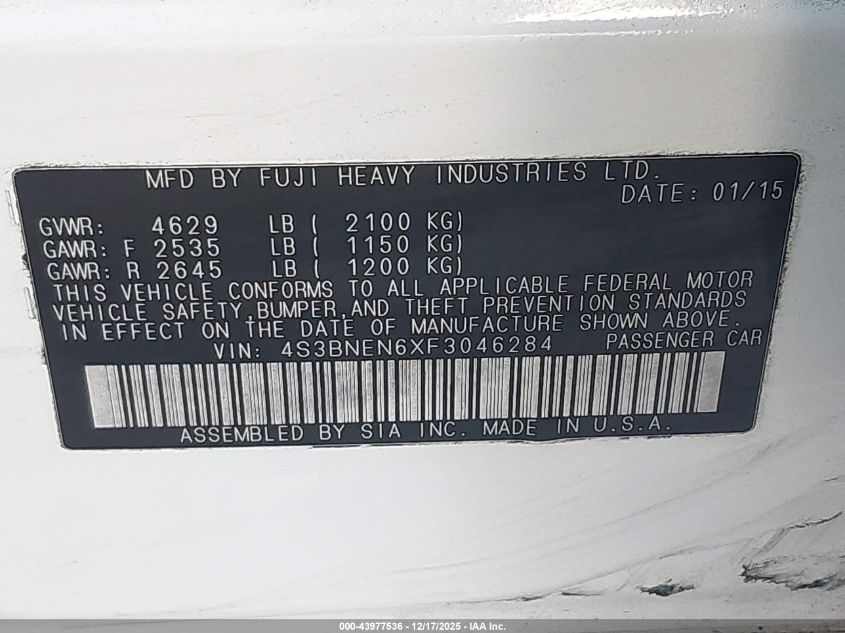 MFD BY FUJI HEAVY INDUSTRIES LTD.
DATE: 01/15
GVWR: 4629 LB ( 2100 KG)
GAWR: F 2535 LB ( 1150 KG)
GAWR: R 2645 LB ( 1200 KG)
THIS VEHICLE CONFORMS TO ALL APPLICABLE FEDERAL MOTOR
VEHICLE SAFETY,BUMPER,AND THEFT PREVENTION STANDARDS
IN EFFECT ON THE DATE OF MANUFACTURE SHOWN ABOVE.
VIN: 4S3BNEN6XF3046284 PASSENGER CAR
ASSEMBLED BY SIA INC. MADE IN U.S.A.
000-43977536 - 12/17/2025 - IAA Inc.